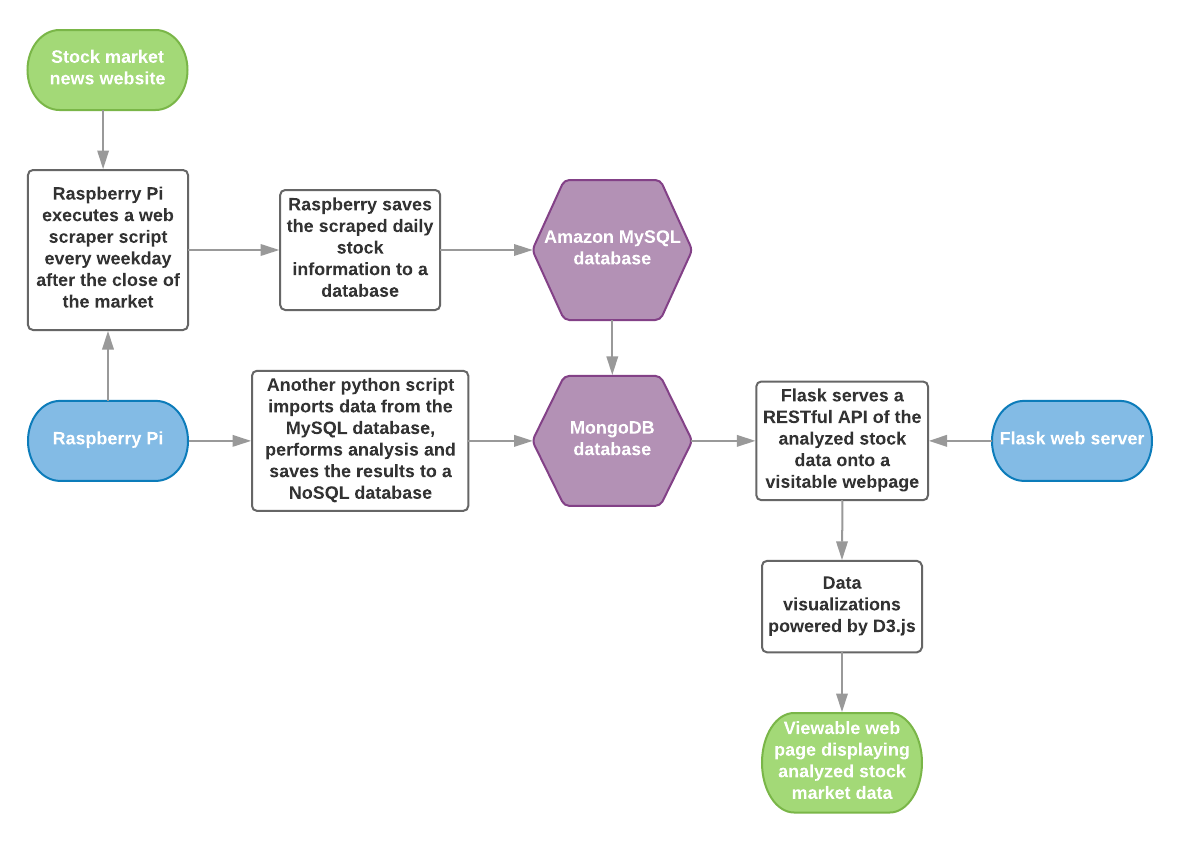 Stock market
news website
Raspberry Pi
executes a web
scraper script
every weekday
after the close of
the market
Raspberry saves
the scraped daily
stock
information to a
database
Amazon MySQL
database
Raspberry Pi
Another python script
imports data from the
MySQL database,
performs analysis and
saves the results to a
NoSQL database
MongoDB
database
Flask serves a
RESTful API of the
analyzed stock
data onto a
visitable webpage
Flask web server
Data
visualizations
powered by D3.js
Viewable web
page displaying
analyzed stock
market data